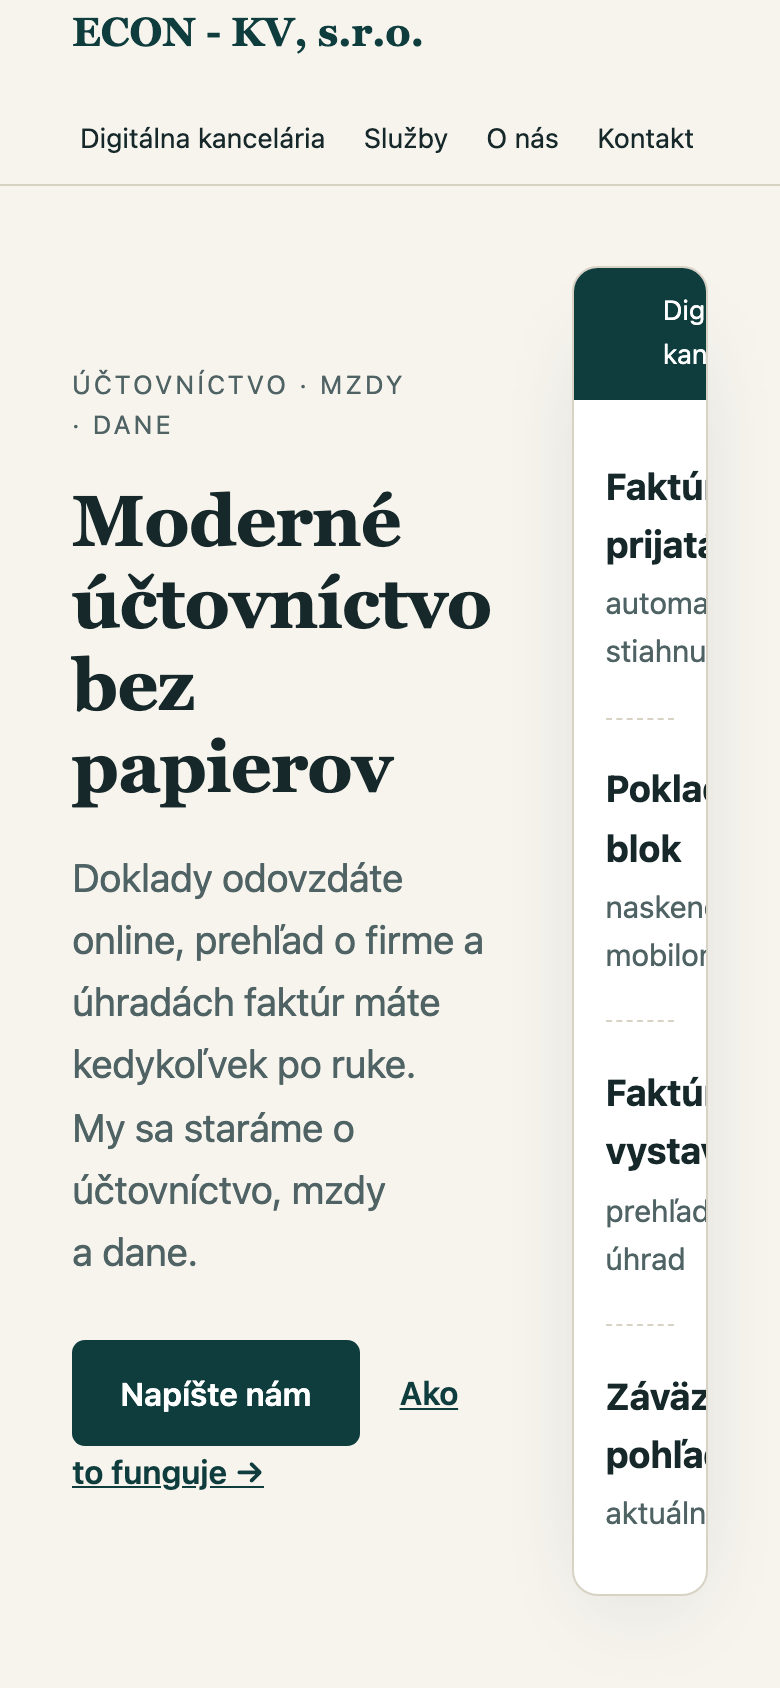 ECON - KV, s.r.o.
Digitálna kancelária Služby O nás Kontakt
ÚČTOVNÍCTVO · MZDY
· DANE
Moderné
účtovníctvo
bez
papierov
Doklady odovzdáte
online, prehľad o firme a
úhradách faktúr máte
kedykoľvek po ruke.
My sa staráme o
účtovníctvo, mzdy
a dane.
Napíšte nám
Ako
to funguje →
blok
úhrad